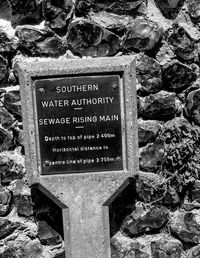 SOUTHERN
WATER AUTHORITY
SEWAGE RISING MAIN
Depth to top of pipe 2·400m
Horizontal distance to
centre line of pipe 2·750m